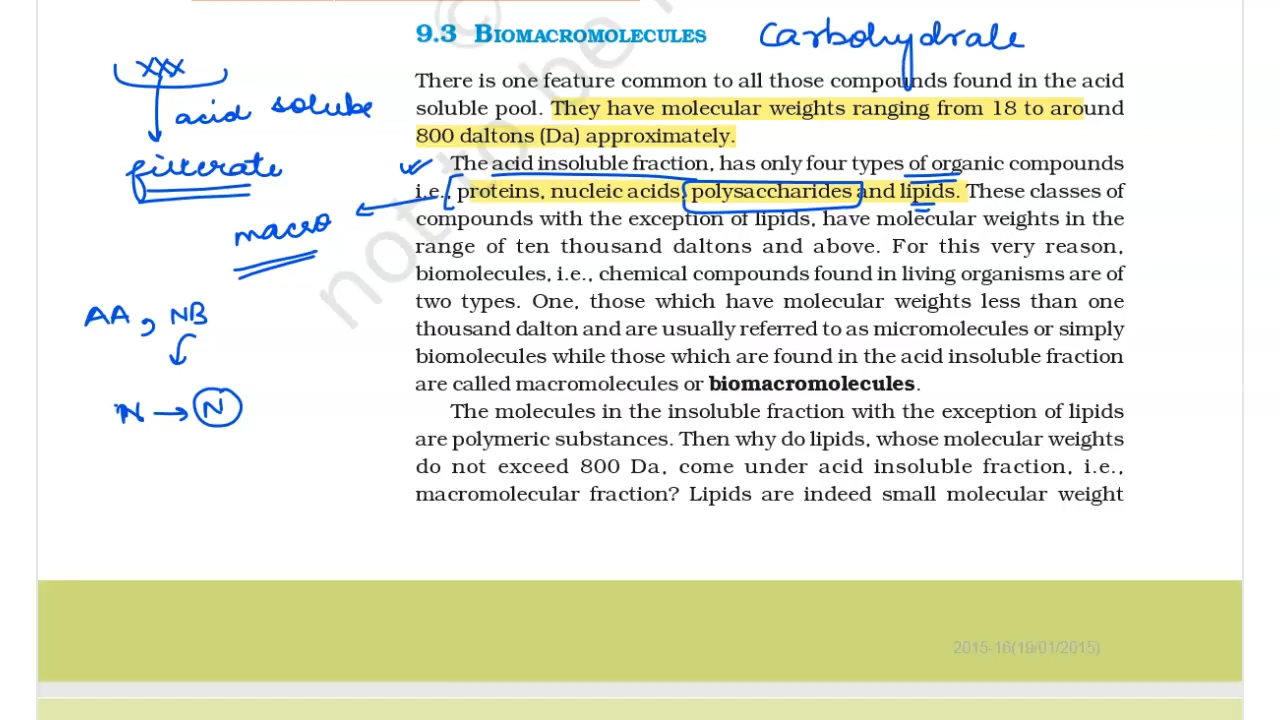 9.3 BIOMACROMOLECULES
Carbohydrate
There is one feature common to all those compounds found in the acid
soluble pool. They have molecular weights ranging from 18 to around
800 daltons (Da) approximately.
The acid insoluble fraction, has only four types of organic compounds
i.e., proteins, nucleic acids, polysaccharides and lipids. These classes of
compounds with the exception of lipids, have molecular weights in the
range of ten thousand daltons and above. For this very reason,
biomolecules, i.e., chemical compounds found in living organisms are of
two types. One, those which have molecular weights less than one
thousand dalton and are usually referred to as micromolecules or simply
biomolecules while those which are found in the acid insoluble fraction
are called macromolecules or biomacromolecules.
The molecules in the insoluble fraction with the exception of lipids
are polymeric substances. Then why do lipids, whose molecular weights
do not exceed 800 Da, come under acid insoluble fraction, i.e.,
macromolecular fraction? Lipids are indeed small molecular weight
XXX
acid solube
filterate
macro
AA, NB
N → N
© not to be r
2015-16(19/01/2015)